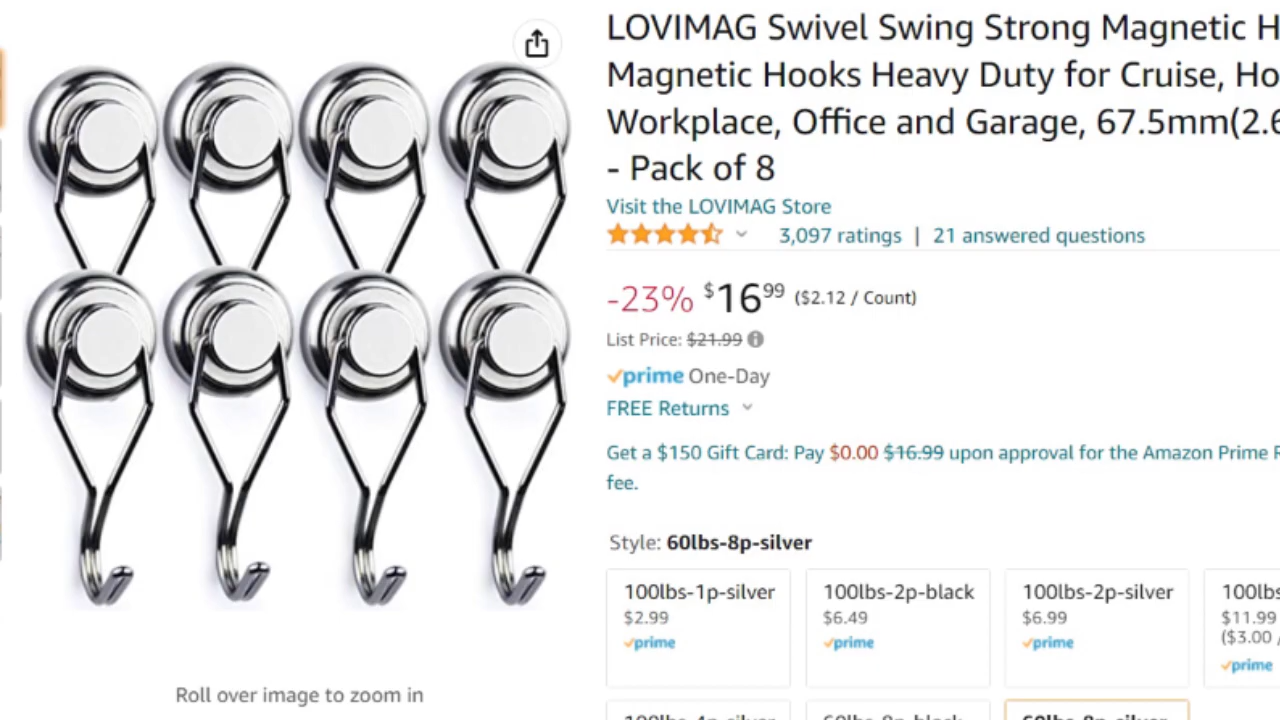 LOVIMAG Swivel Swing Strong Magnetic H
Magnetic Hooks Heavy Duty for Cruise, Ho
Workplace, Office and Garage, 67.5mm(2.6
- Pack of 8
Visit the LOVIMAG Store
3,097 ratings | 21 answered questions
-23% $16.99 ($2.12 / Count)
List Price: $21.99
prime One-Day
FREE Returns
Get a $150 Gift Card: Pay $0.00 $16.99 upon approval for the Amazon Prime R
fee.
Style: 60lbs-8p-silver
100lbs-1p-silver
$2.99
prime
100lbs-2p-black
$6.49
prime
100lbs-2p-silver
$6.99
prime
100lbs
$11.99
($3.00 /
prime
60lbs-8p-silver
Roll over image to zoom in